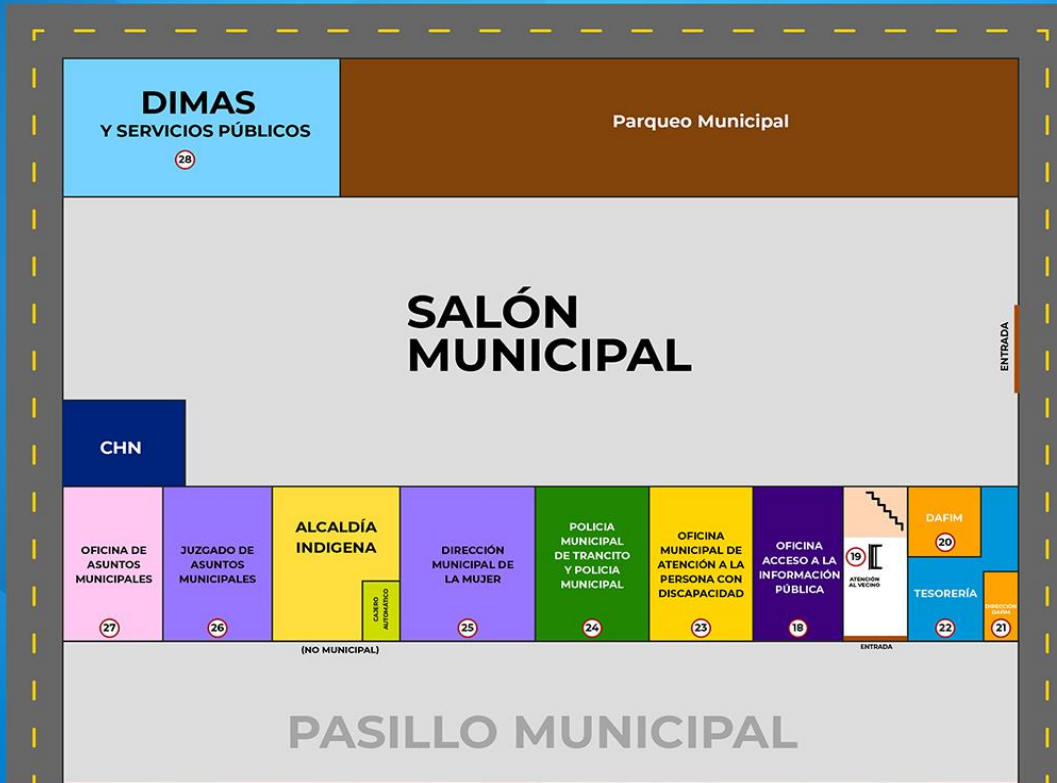 DIMAS
Y SERVICIOS PÚBLICOS
28
Parqueo Municipal
SALÓN
MUNICIPAL
ENTRADA
CHN
OFICINA DE
ASUNTOS
MUNICIPALES
27
JUZGADO DE
ASUNTOS
MUNICIPALES
26
ALCALDÍA
INDIGENA
CAJERO
AUTOMÁTICO
(NO MUNICIPAL)
DIRECCIÓN
MUNICIPAL DE
LA MUJER
25
POLICIA
MUNICIPAL
DE TRANCITO
Y POLICIA
MUNICIPAL
24
OFICINA
MUNICIPAL DE
ATENCIÓN A LA
PERSONA CON
DISCAPACIDAD
23
OFICINA
ACCESO A LA
INFORMACIÓN
PÚBLICA
18
19
ATENCIÓN
AL VECINO
ENTRADA
DAFIM
20
TESORERÍA
22
DIRECCIÓN
DAFIM
21
PASILLO MUNICIPAL